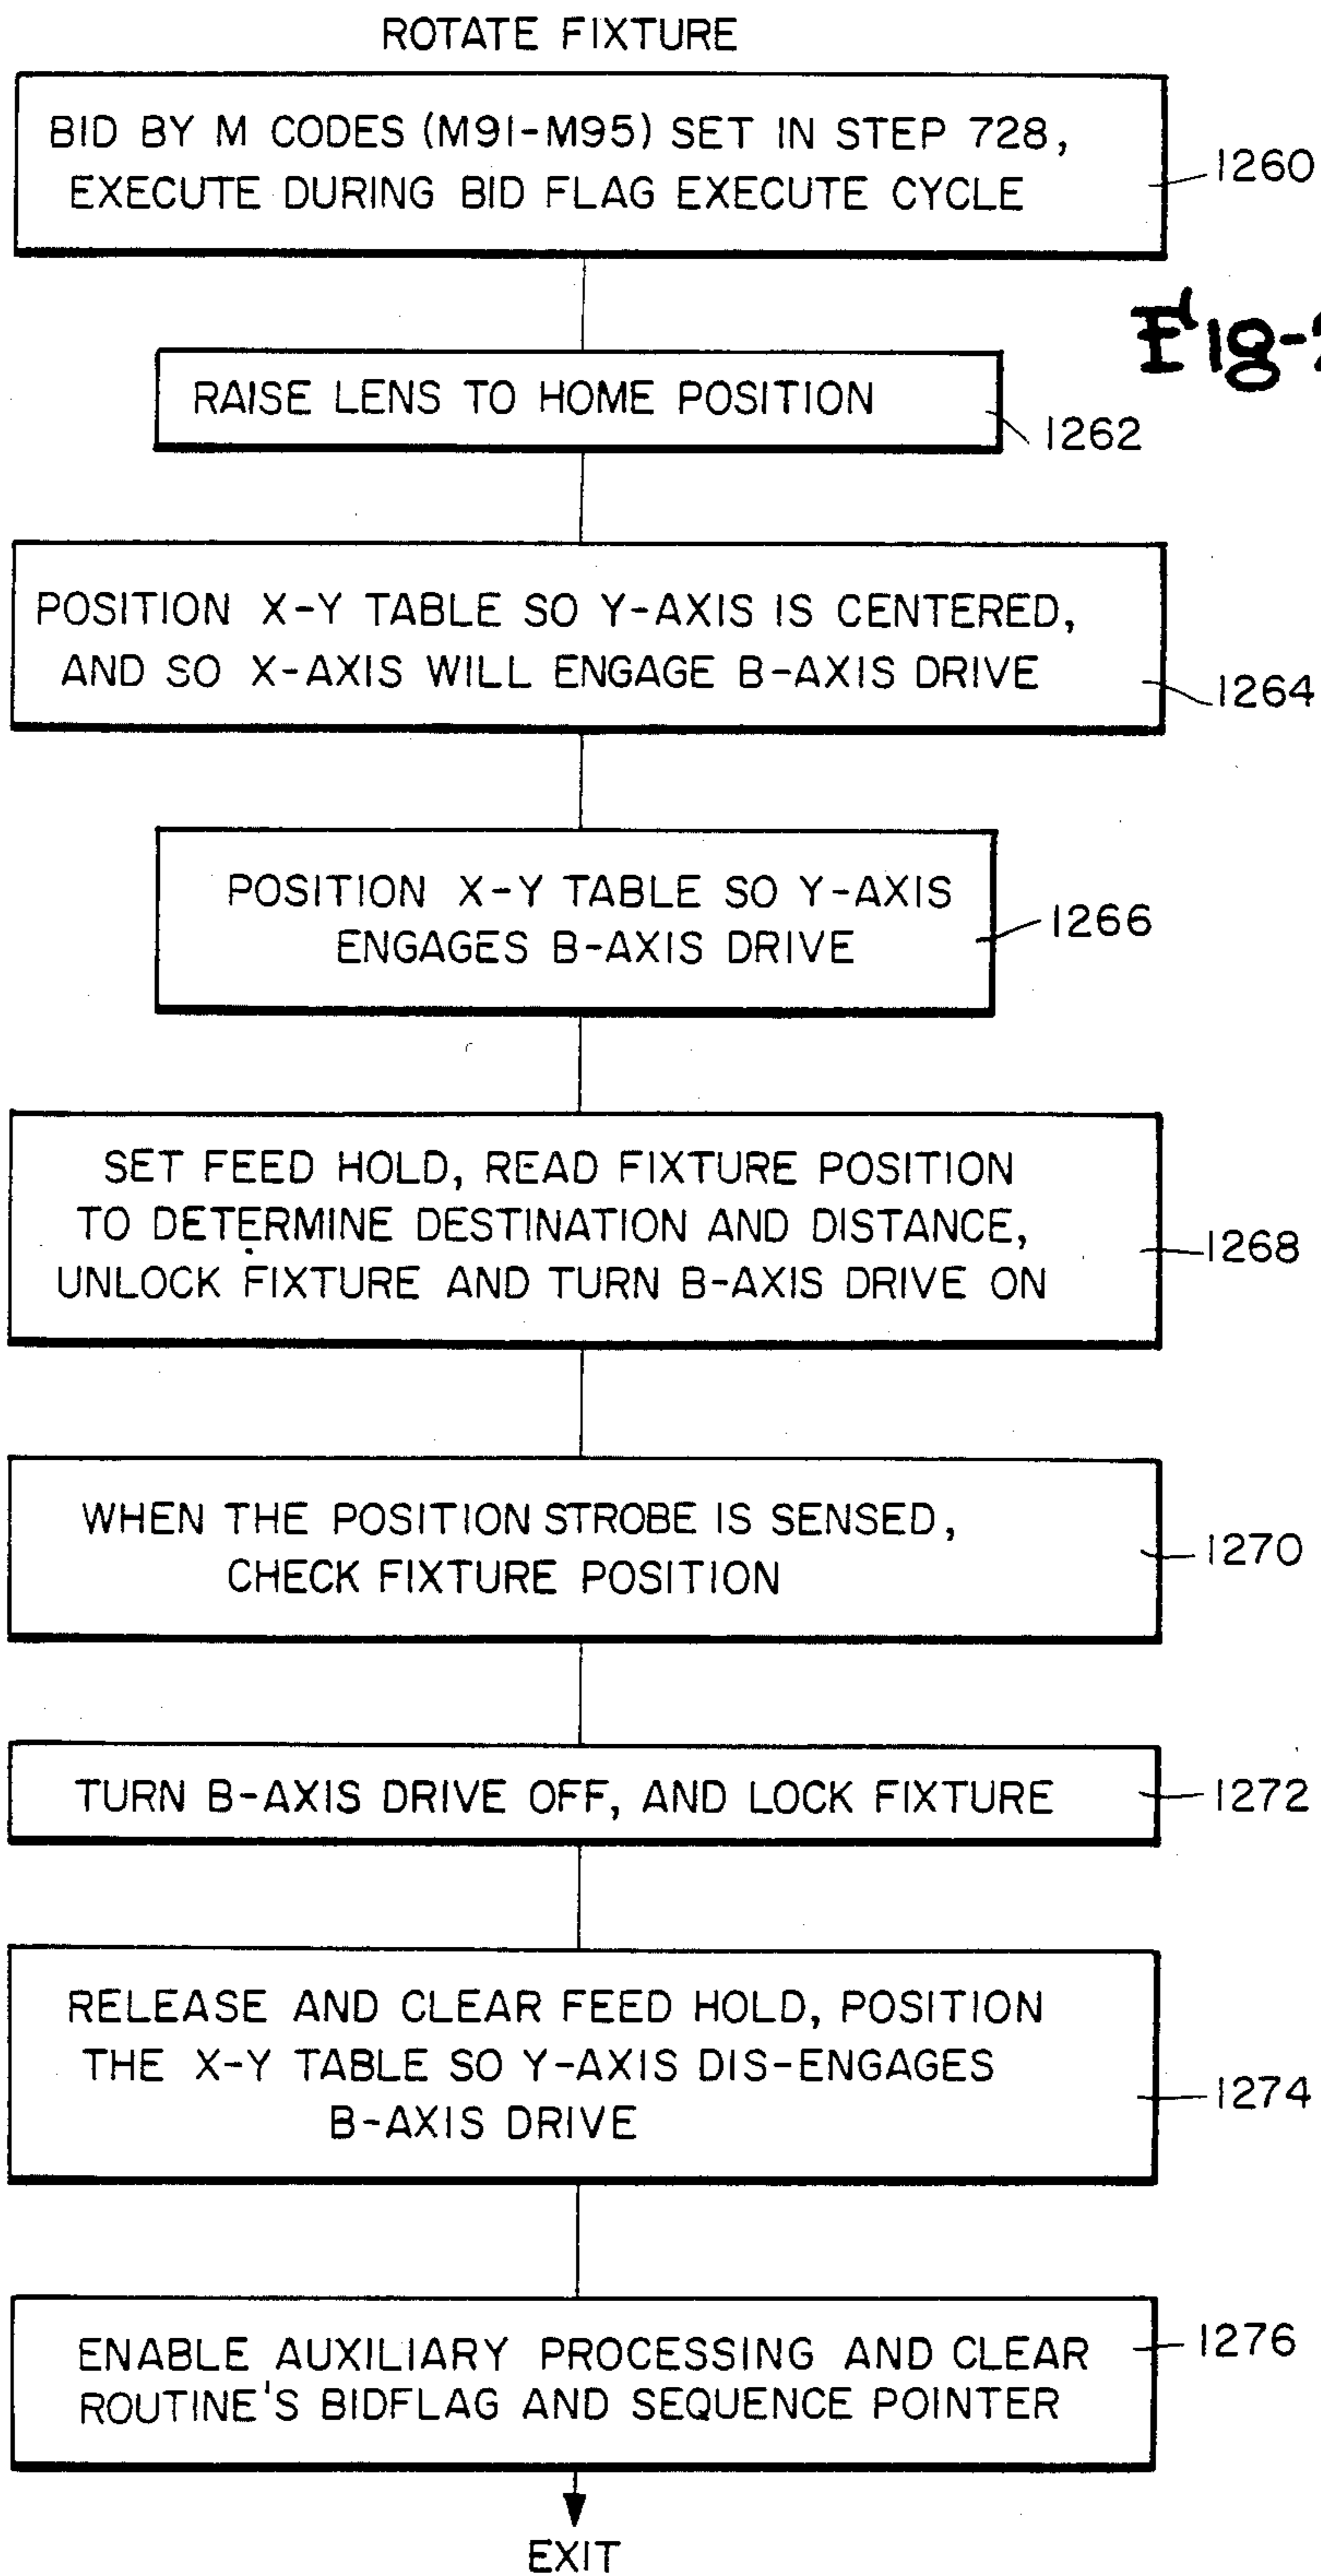 ROTATE FIXTURE
BID BY M CODES (M91-M95) SET IN STEP 728,
EXECUTE DURING BID FLAG EXECUTE CYCLE
1260
Fig-
RAISE LENS TO HOME POSITION
1262
POSITION X-Y TABLE SO Y-AXIS IS CENTERED,
AND SO X-AXIS WILL ENGAGE B-AXIS DRIVE
1264
POSITION X-Y TABLE SO Y-AXIS
ENGAGES B-AXIS DRIVE
1266
SET FEED HOLD, READ FIXTURE POSITION
TO DETERMINE DESTINATION AND DISTANCE,
UNLOCK FIXTURE AND TURN B-AXIS DRIVE ON
1268
WHEN THE POSITION STROBE IS SENSED,
CHECK FIXTURE POSITION
1270
TURN B-AXIS DRIVE OFF, AND LOCK FIXTURE
1272
RELEASE AND CLEAR FEED HOLD, POSITION
THE X-Y TABLE SO Y-AXIS DIS-ENGAGES
B-AXIS DRIVE
1274
ENABLE AUXILIARY PROCESSING AND CLEAR
ROUTINE'S BIDFLAG AND SEQUENCE POINTER
1276
EXIT